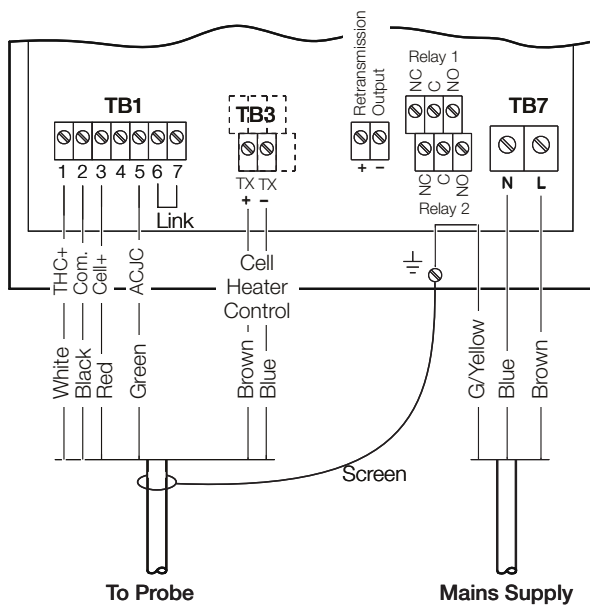 Retransmission
Output
Relay 1
NC C NO
TB1
TB3
TB7
1 2 3 4 5 6 7
TX TX
+ −
+ −
NC C NO
Relay 2
N L
Link
THC+
Com.
Cell+
ACJC
Cell
Heater
Control
White
Black
Red
Green
Brown
Blue
G/Yellow
Blue
Brown
Screen
To Probe
Mains Supply